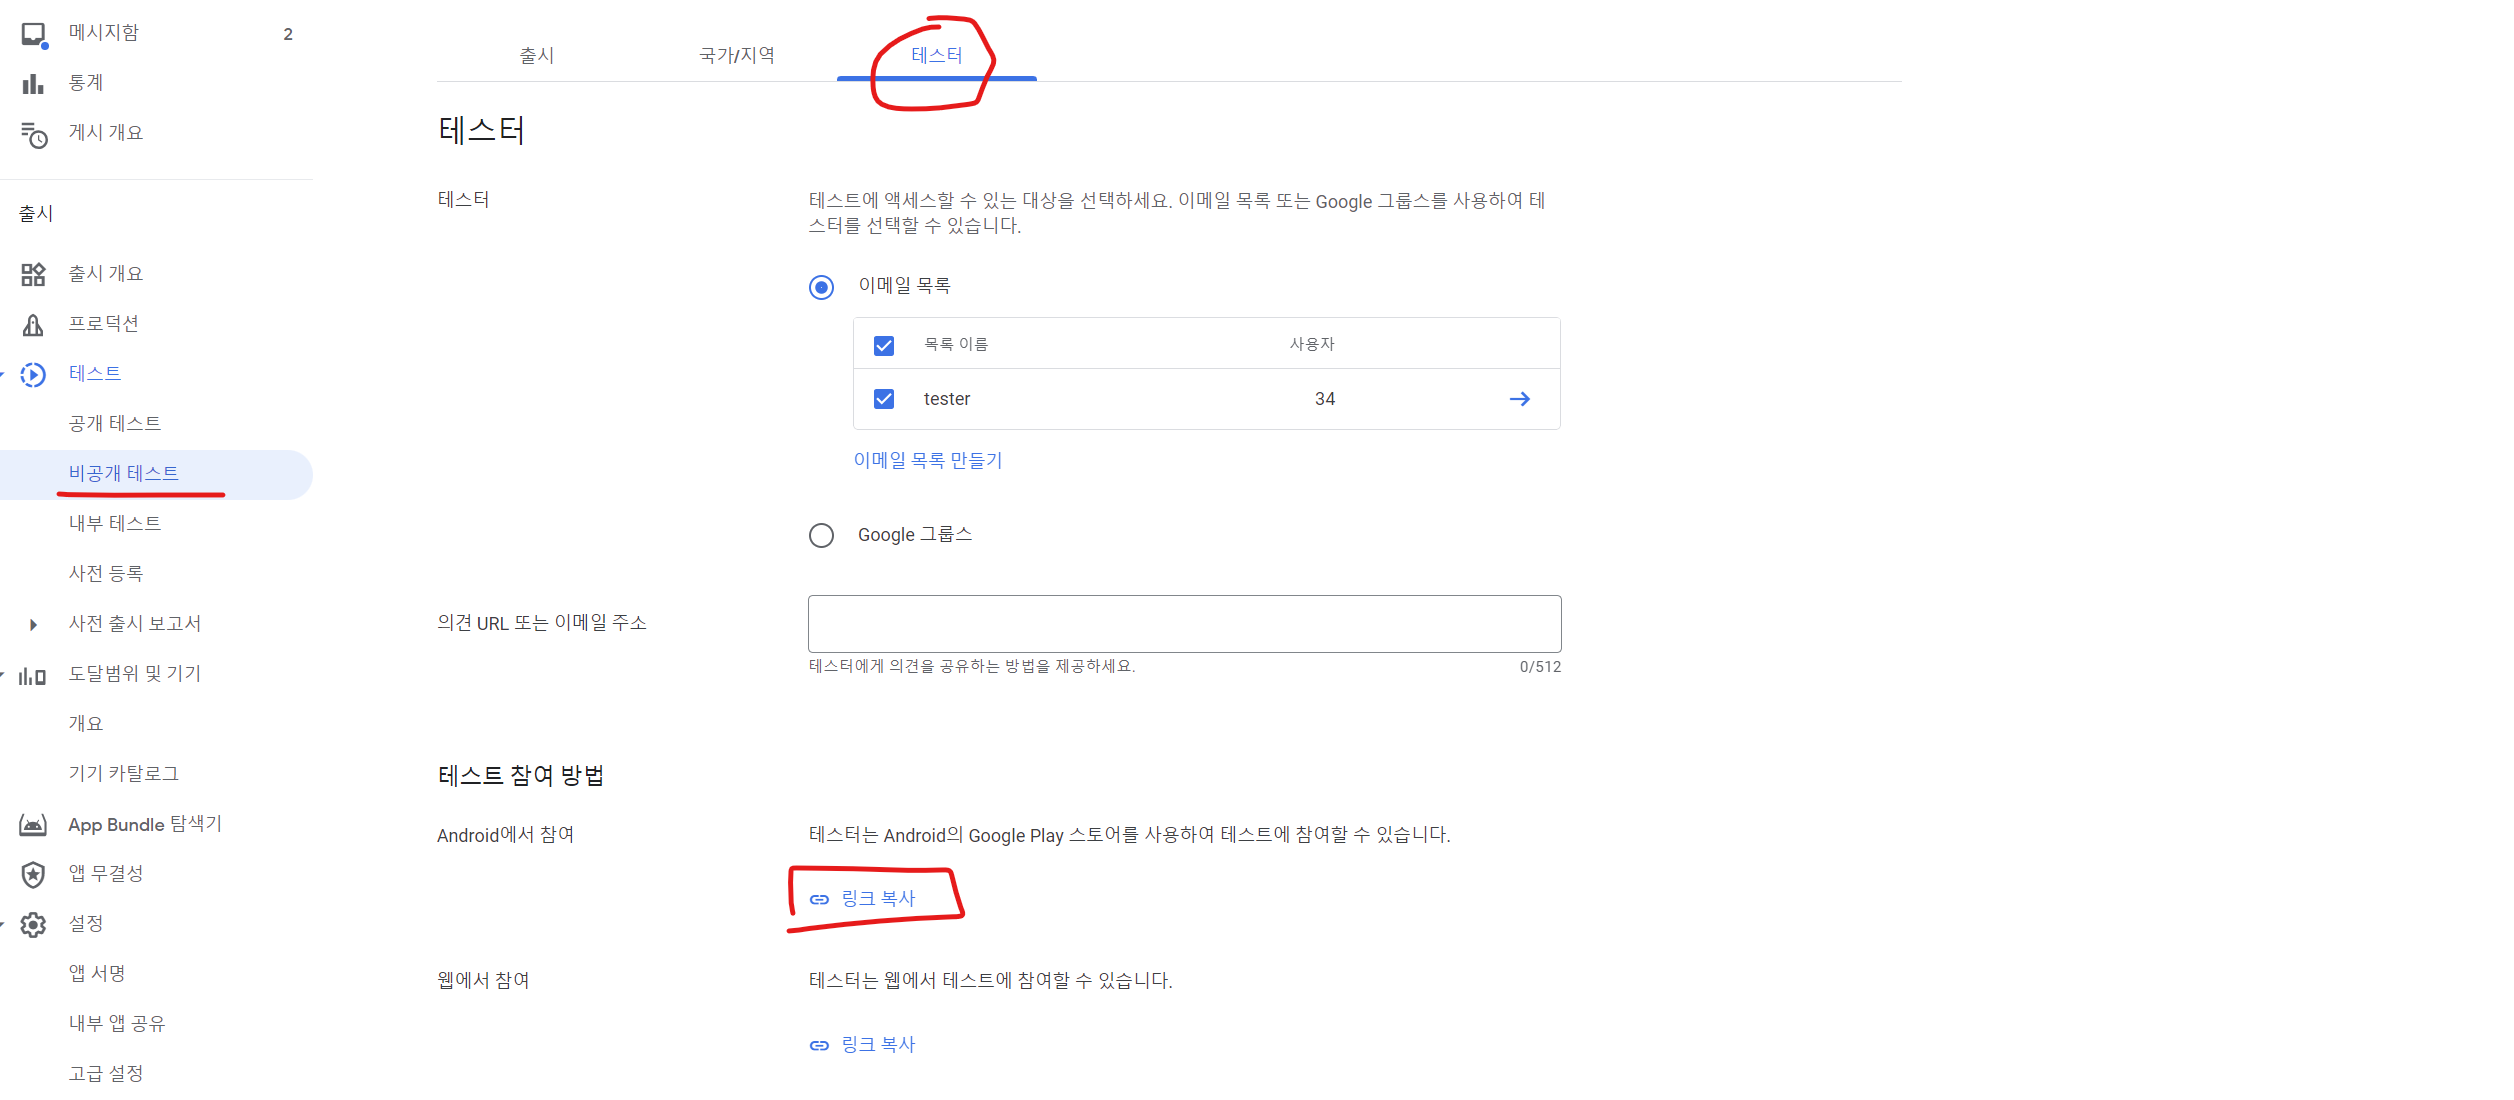 메시지함
2
통계
게시 개요
출시
출시 개요
프로덕션
테스트
공개 테스트
비공개 테스트
내부 테스트
사전 등록
사전 출시 보고서
도달범위 및 기기
개요
기기 카탈로그
App Bundle 탐색기
앱 무결성
설정
앱 서명
내부 앱 공유
고급 설정
출시
국가/지역
테스터
테스터
테스터
테스트에 액세스할 수 있는 대상을 선택하세요. 이메일 목록 또는 Google 그룹스를 사용하여 테
스터를 선택할 수 있습니다.
이메일 목록
목록 이름
사용자
tester
34
이메일 목록 만들기
Google 그룹스
의견 URL 또는 이메일 주소
테스터에게 의견을 공유하는 방법을 제공하세요.
0/512
테스트 참여 방법
Android에서 참여
테스터는 Android의 Google Play 스토어를 사용하여 테스트에 참여할 수 있습니다.
링크 복사
웹에서 참여
테스터는 웹에서 테스트에 참여할 수 있습니다.
링크 복사